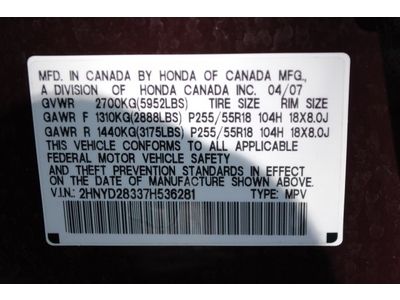 MFD. IN CANADA BY HONDA OF CANADA MFG.,
A DIVISION OF HONDA CANADA INC. 04/07
GVWR 2700KG(5952LBS) TIRE SIZE RIM SIZE
GAWR F 1310KG(2888LBS) P255/55R18 104H 18X8.0J
GAWR R 1440KG(3175LBS) P255/55R18 104H 18X8.0J
THIS VEHICLE CONFORMS TO ALL APPLICABLE
FEDERAL MOTOR VEHICLE SAFETY
AND THEFT PREVENTION STANDARDS IN EFFECT
ON THE DATE OF MANUFACTURE SHOWN ABOVE.
V.I.N.: 2HNYD28337H536281 TYPE: MPV